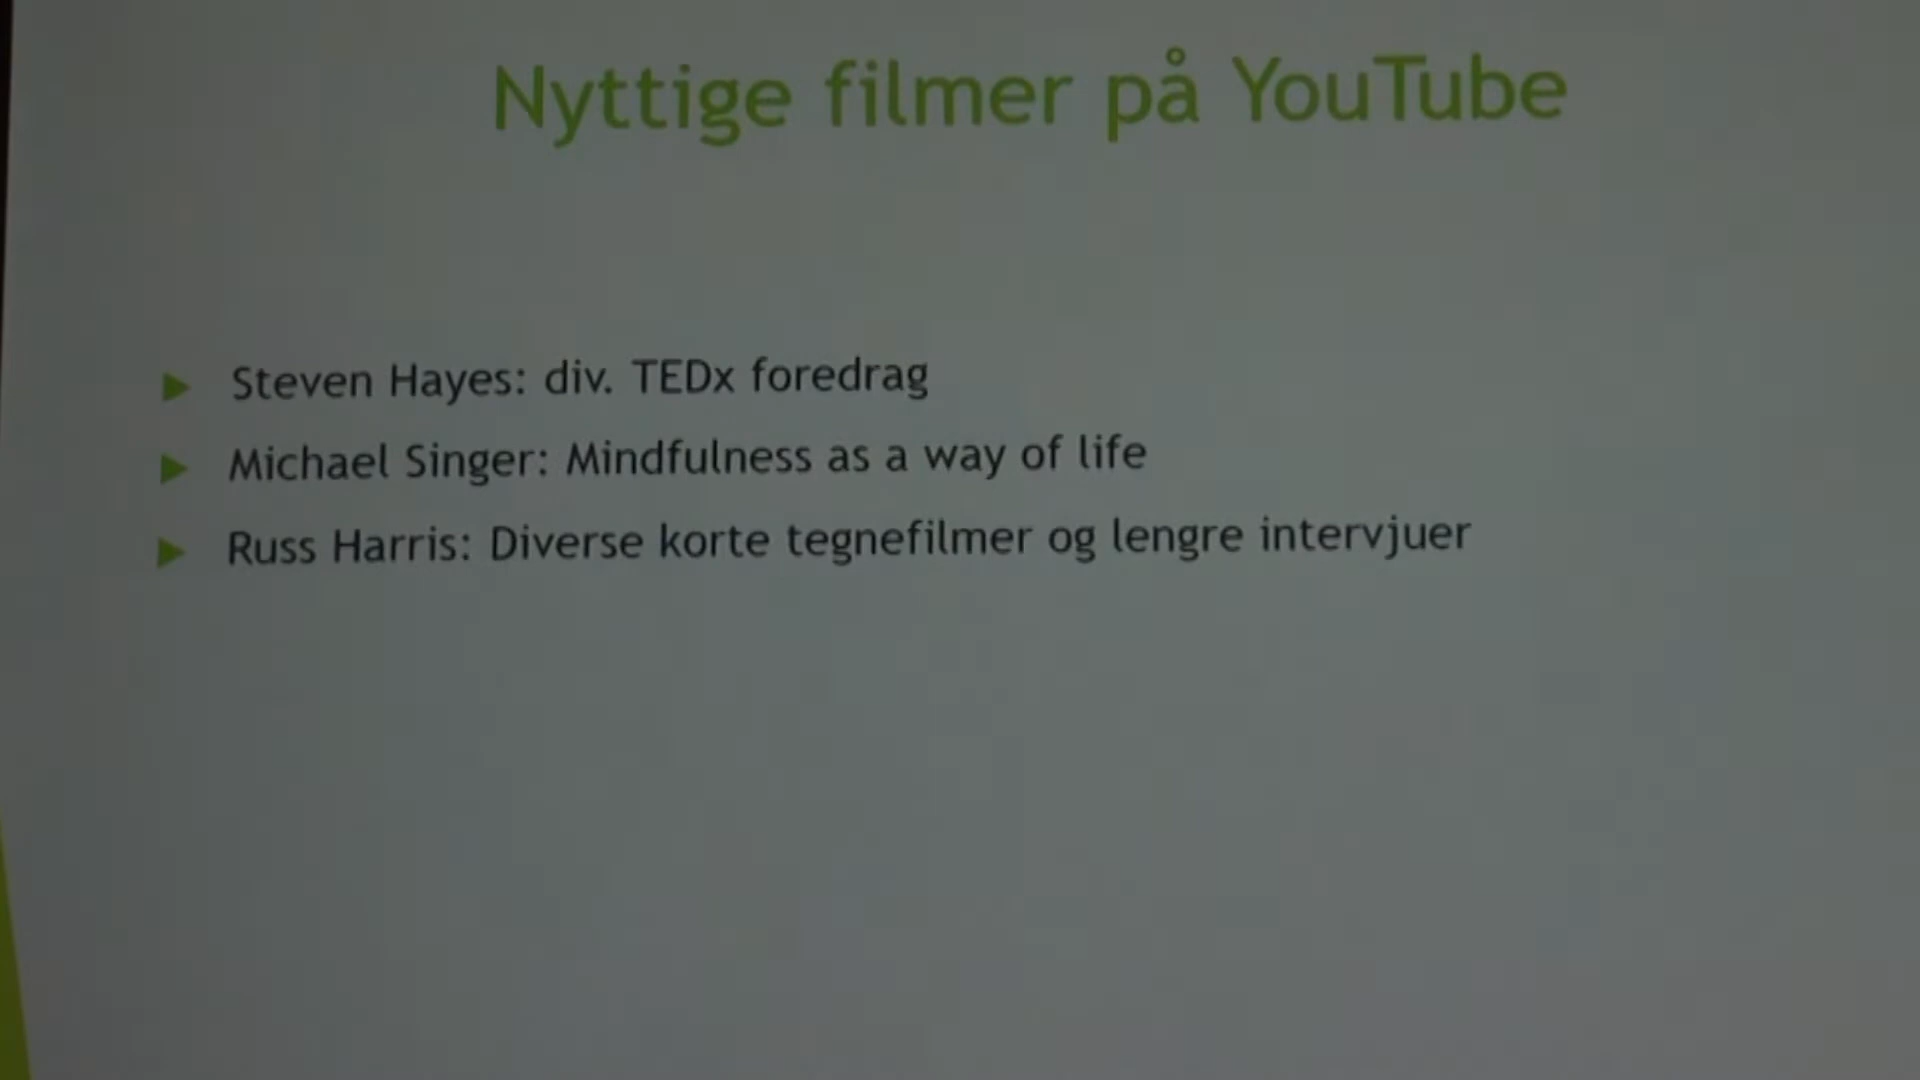 Nyttige filmer på YouTube
Steven Hayes: div. TEDx foredrag
Michael Singer: Mindfulness as a way of life
Russ Harris: Diverse korte tegnefilmer og lengre intervjuer